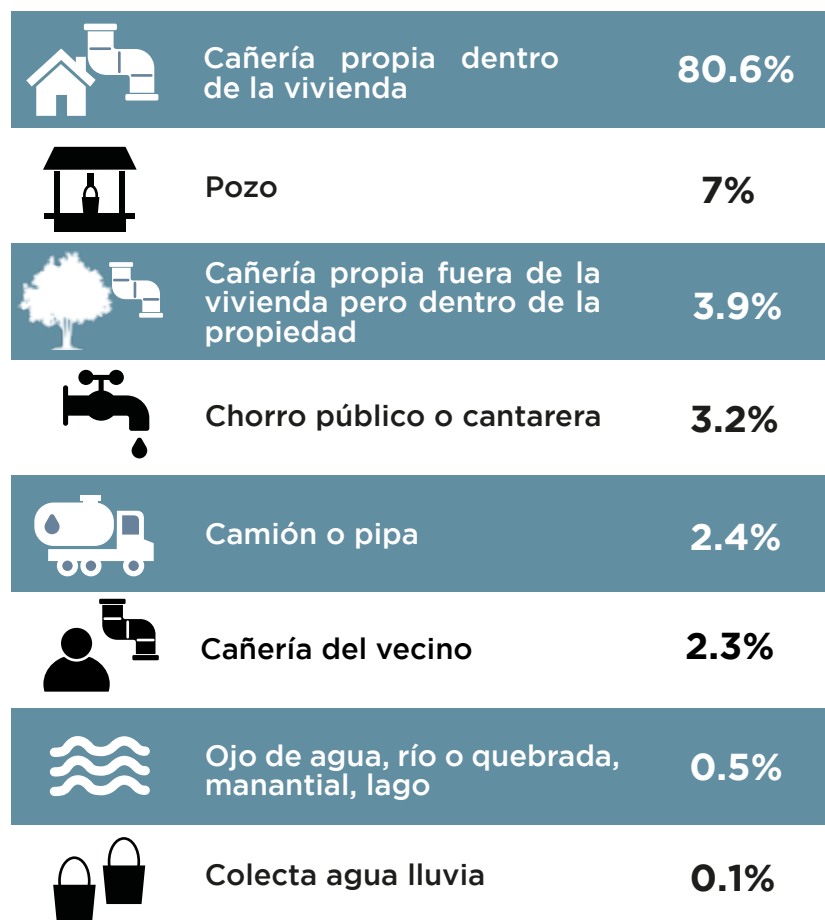 Cañería propia dentro
de la vivienda
80.6%
Pozo
7%
Cañería propia fuera de la
vivienda pero dentro de la
propiedad
3.9%
Chorro público o cantarera
3.2%
Camión o pipa
2.4%
Cañería del vecino
2.3%
Ojo de agua, río o quebrada,
manantial, lago
0.5%
Colecta agua lluvia
0.1%